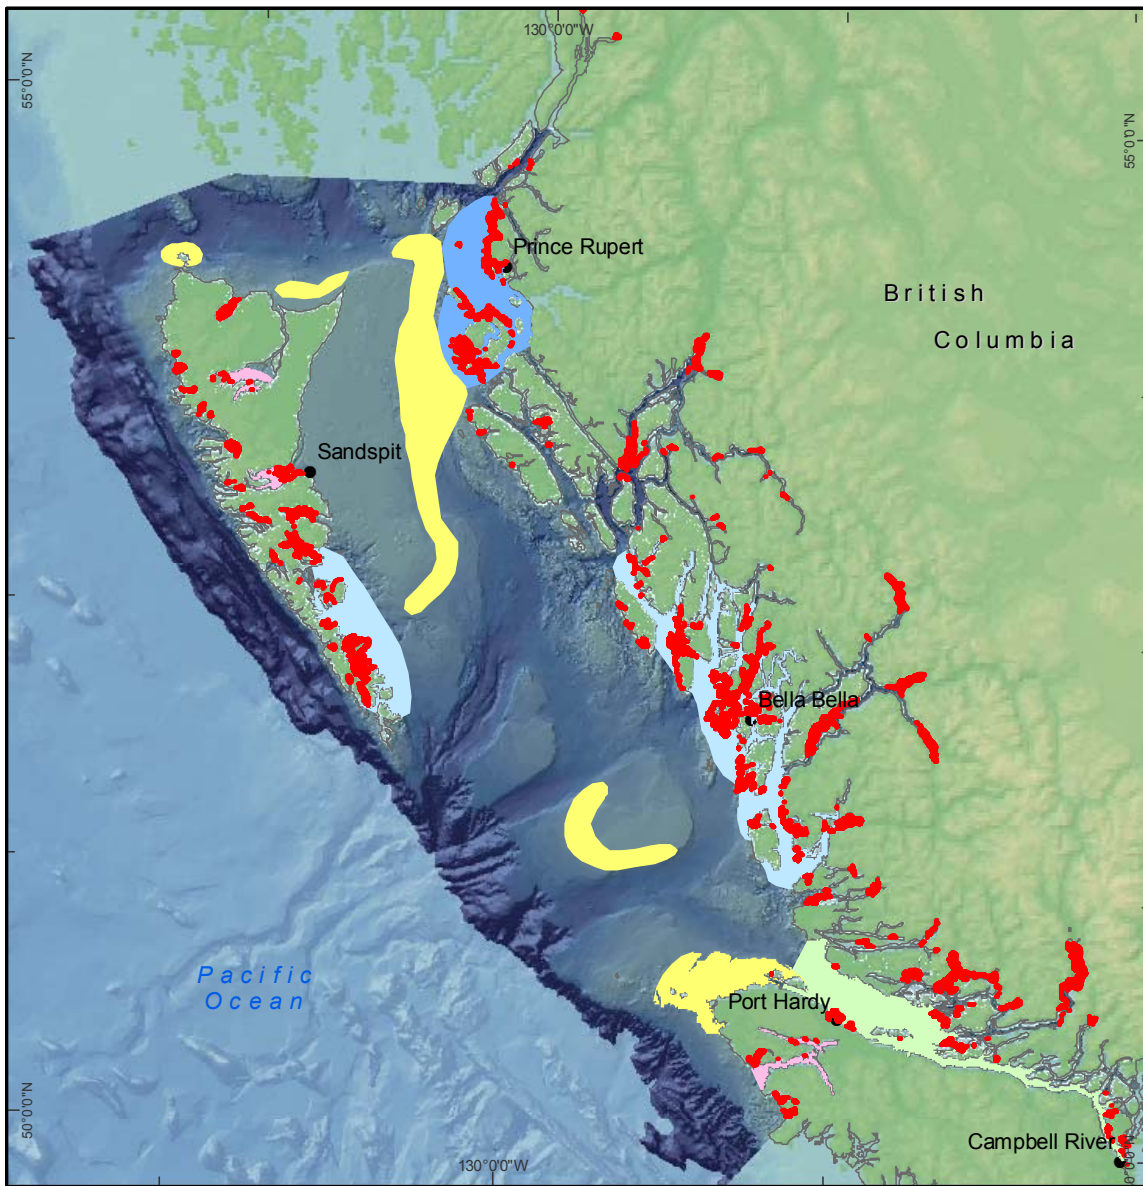 130°0'0"W
55°0'0"N
55°0'0"N
Prince Rupert
British
Columbia
Sandspit
Bella Bella
Pacific
Ocean
Port Hardy
50°0'0"N
130°0'0"W
Campbell River